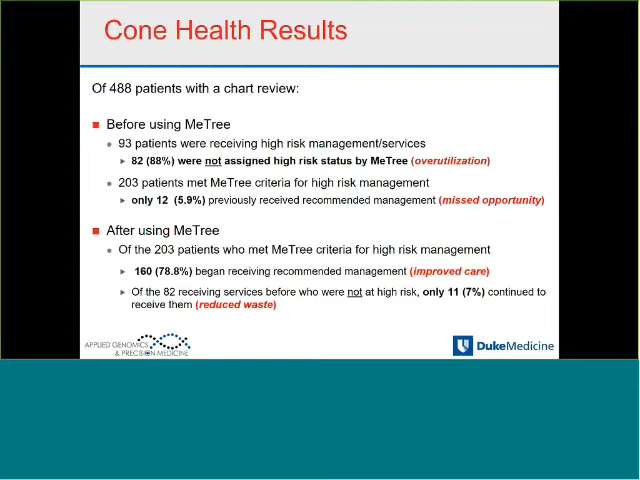 Cone Health Results
Of 488 patients with a chart review:
Before using MeTree
93 patients were receiving high risk management/services
82 (88%) were not assigned high risk status by MeTree (overutilization)
203 patients met MeTree criteria for high risk management
only 12 (5.9%) previously received recommended management (missed opportunity)
After using MeTree
Of the 203 patients who met MeTree criteria for high risk management
160 (78.8%) began receiving recommended management (improved care)
Of the 82 receiving services before who were not at high risk, only 11 (7%) continued to
receive them (reduced waste)
APPLIED GENOMICS
& PRECISION MEDICINE
DukeMedicine